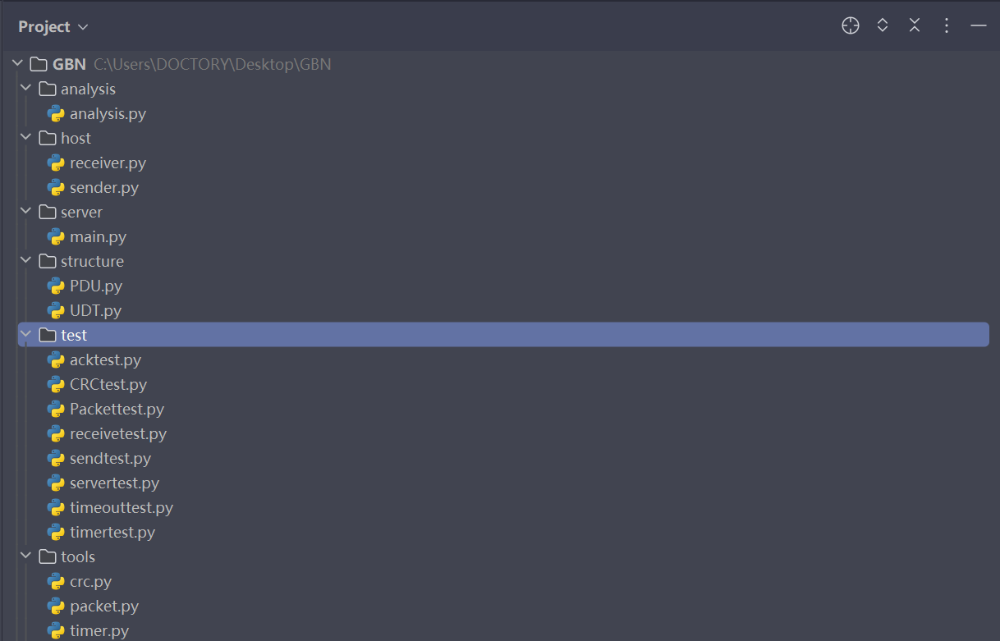 Project
GBN C:\Users\DOCTORY\Desktop\GBN
analysis
analysis.py
host
receiver.py
sender.py
server
main.py
structure
PDU.py
UDT.py
test
acktest.py
CRCtest.py
Packettest.py
receivetest.py
sendtest.py
servertest.py
timeouttest.py
timertest.py
tools
crc.py
packet.py
timer.py